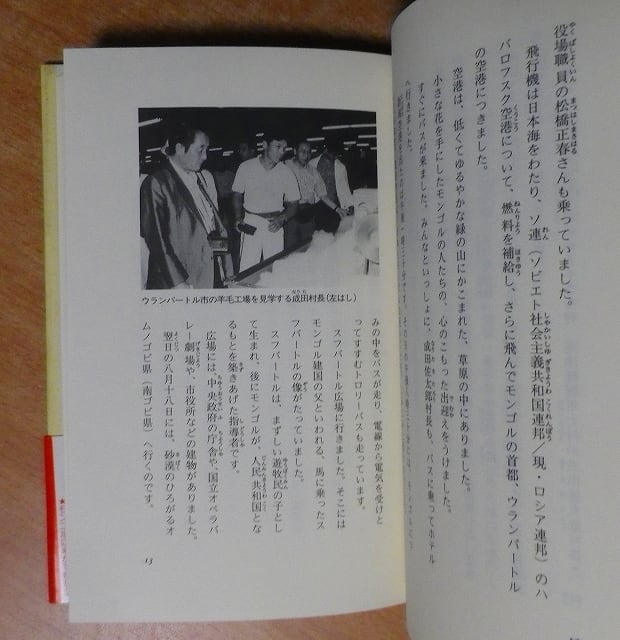 役場職員の松橋正春さんも乗っていました。
飛行機は日本海をわたり、ソ連（ソビエト社会主義共和国連邦／現・ロシア連邦）のハ
バロフスク空港について、燃料を補給し、さらに飛んでモンゴルの首都、ウランバートル
の空港につきました。
空港は、低くてゆるやかな緑の山にかこまれた、草原の中にありました。
小さな花を手にしたモンゴルの人たちの、心のこもった出迎えをうけました。
すぐにバスが来ました。みんなといっしょに、成田佐太郎村長も、バスに乗ってホテル
へ行きました。
ウランバートル市の羊毛工場を見学する成田村長（左はし）
みの中をバスが走り、電線から電気を受けと
ってすすむトロリーバスも走っています。
スフバートル広場に行きました。そこには
モンゴル建国の父といわれる、馬に乗ったス
フバートルの像がたっていました。
スフバートルは、まずしい遊牧民の子とし
て生まれ、後にモンゴルが、人民共和国とな
るもとを築きあげた指導者です。
広場には、中央政府の庁舎や、国立オペラバ
レー劇場や、市役所などの建物がありました。
翌日の八月十八日には、砂漠のひろがるオ
ムノゴビ県（南ゴビ県）へ行くのです。
13